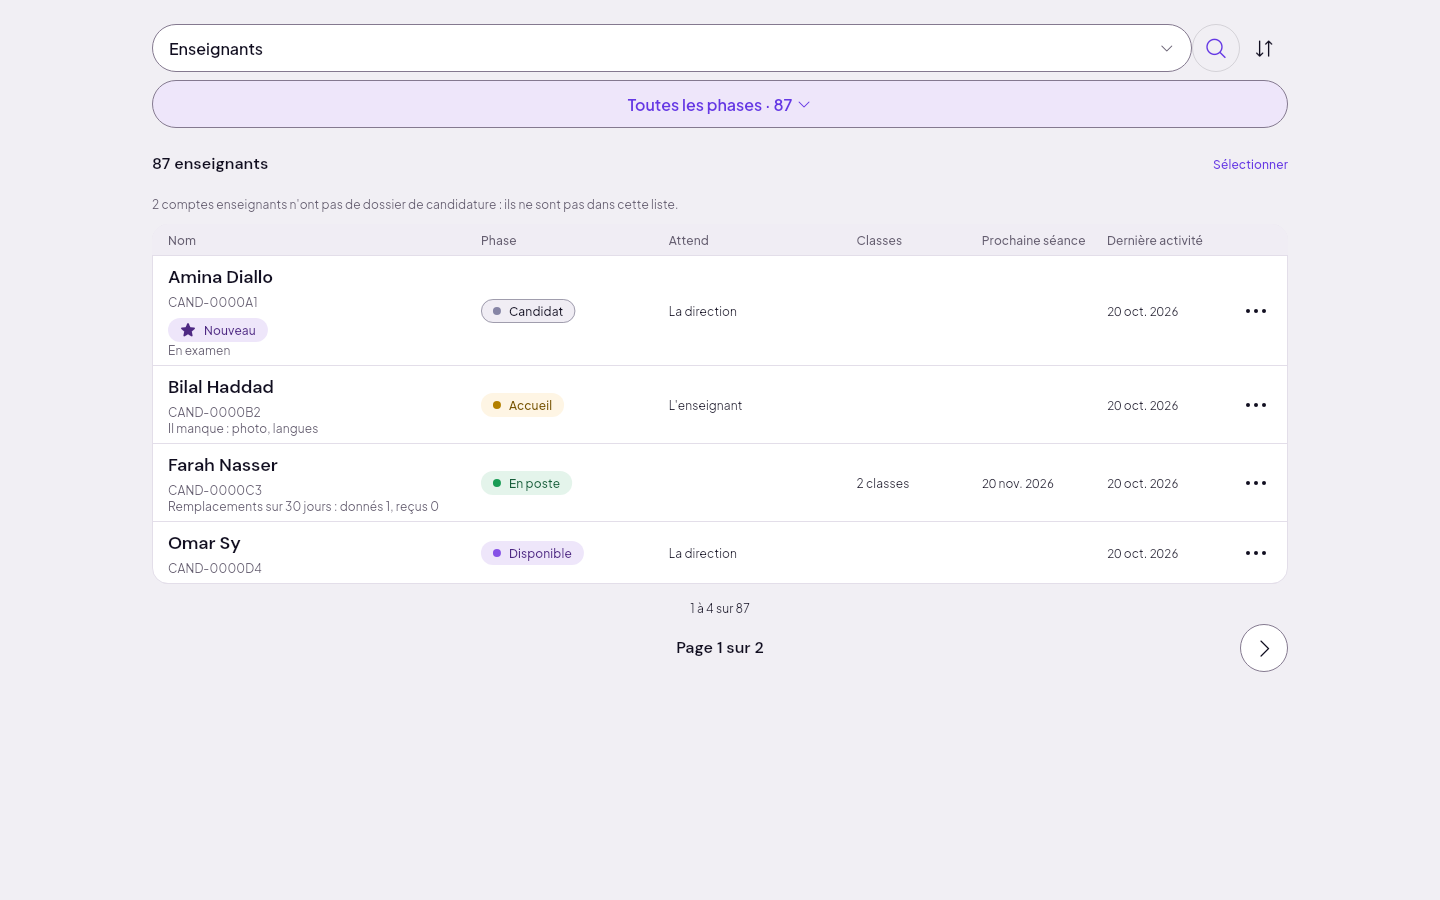 Enseignants
Toutes les phases · 87
87 enseignants
Sélectionner
2 comptes enseignants n'ont pas de dossier de candidature : ils ne sont pas dans cette liste.
Nom Phase Attend Classes Prochaine séance Dernière activité
Amina Diallo
CAND-0000A1
Nouveau
En examen
Candidat
La direction
20 oct. 2026
Bilal Haddad
CAND-0000B2
Il manque : photo, langues
Accueil
L'enseignant
20 oct. 2026
Farah Nasser
CAND-0000C3
Remplacements sur 30 jours : donnés 1, reçus 0
En poste
2 classes
20 nov. 2026
20 oct. 2026
Omar Sy
CAND-0000D4
Disponible
La direction
20 oct. 2026
1 à 4 sur 87
Page 1 sur 2